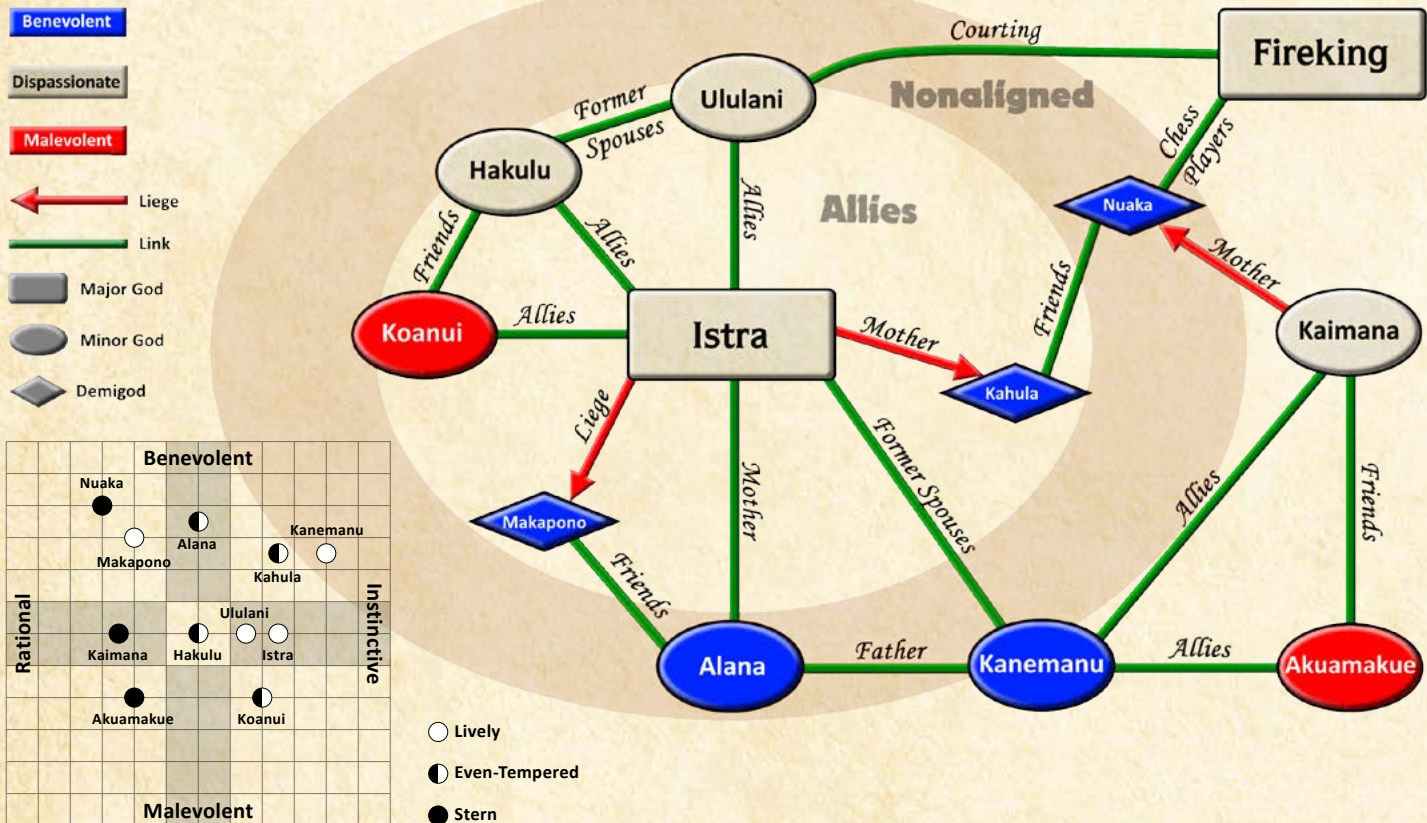 Benevolent
Dispassionate
Malevolent
Liege
Link
Major God
Minor God
Demigod
Courting
Fireking
Nonaligned
Ululani
Former
Spouses
Hakulu
Chess
Players
Nuaka
Allies
Allies
Allies
Friends
Mother
Friends
Koanui
Allies
Istra
Mother
Kahula
Kaimana
Liege
Mother
Former Spouses
Allies
Friends
Makapono
Friends
Alana
Father
Kanemanu
Allies
Akuamakue
Benevolent
Nuaka
Makapono
Alana
Kanemanu
Kahula
Rational
Instinctive
Ululani
Kaimana
Hakulu
Istra
Akuamakue
Koanui
Malevolent
Lively
Even-Tempered
Stern